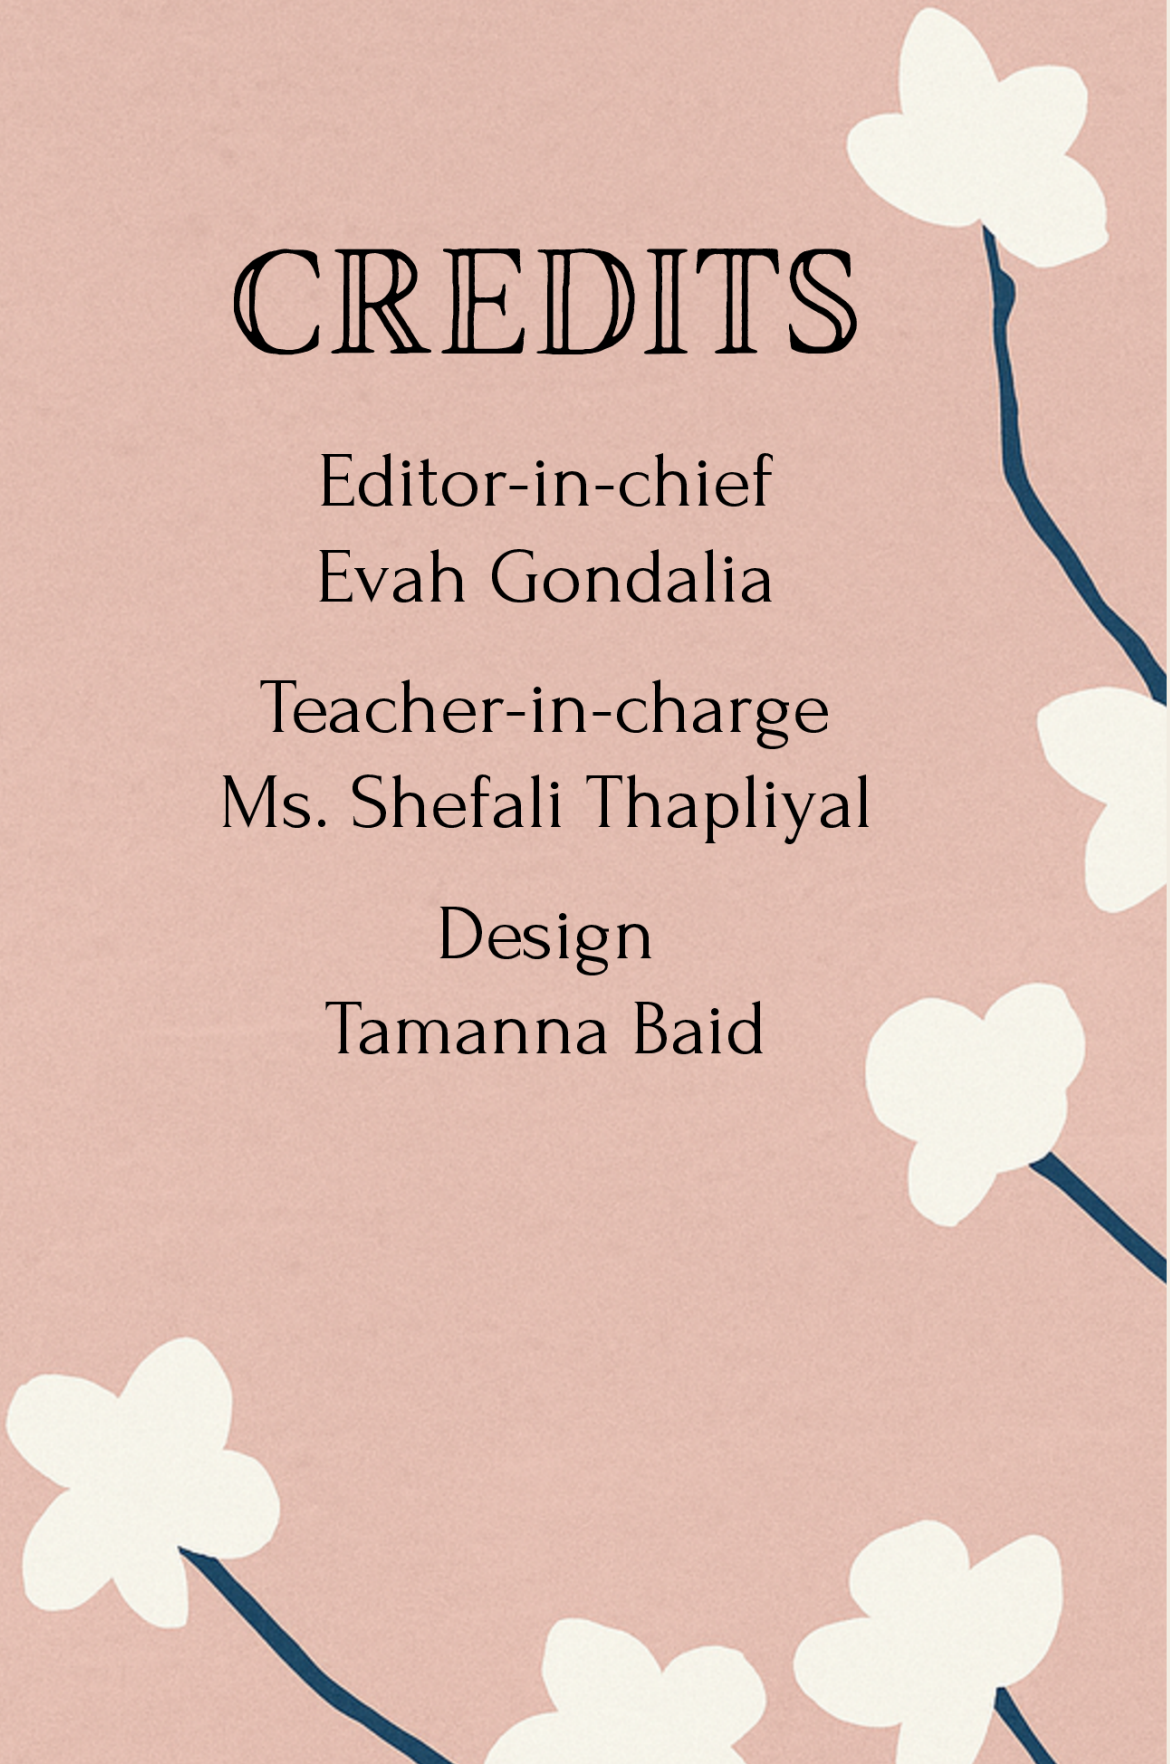 CREDITS
Editor-in-chief
Evah Gondalia
Teacher-in-charge
Ms. Shefali Thapliyal
Design
Tamanna Baid